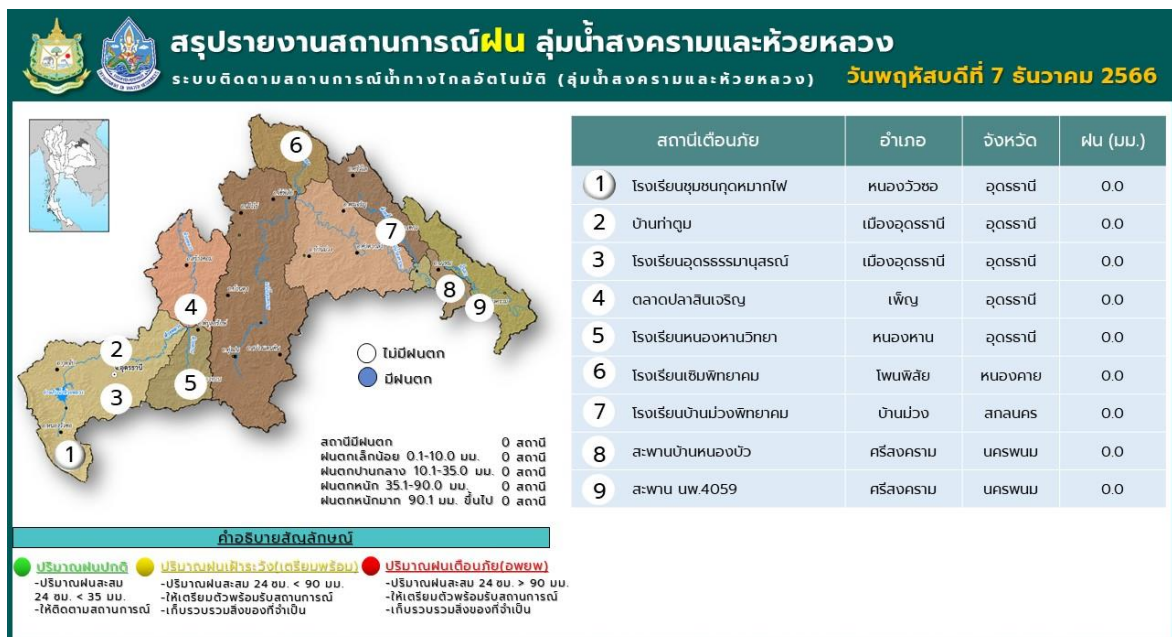 สรุปรายงานสถานการณ์ฝน ลุ่มน้ำสงครามและห้วยหลวง
ระบบติดตามสถานการณ์น้ำทางไกลอัตโนมัติ (ลุ่มน้ำสงครามและห้วยหลวง) วันพฤหัสบดีที่ 7 ธันวาคม 2566
สถานีเตือนภัย อำเภอ จังหวัด ฝน (มม.)
1 โรงเรียนชุมชนกุดหมากไฟ หนองวัวซอ อุดรธานี 0.0
2 บ้านท่าตูม เมืองอุดรธานี อุดรธานี 0.0
3 โรงเรียนอุดรธรรมานุสรณ์ เมืองอุดรธานี อุดรธานี 0.0
4 ตลาดปลาสินเจริญ เพ็ญ อุดรธานี 0.0
5 โรงเรียนหนองหานวิทยา หนองหาน อุดรธานี 0.0
6 โรงเรียนเซิมพิทยาคม โพนพิสัย หนองคาย 0.0
7 โรงเรียนบ้านม่วงพิทยาคม บ้านม่วง สกลนคร 0.0
8 สะพานบ้านหนองบัว ศรีสงคราม นครพนม 0.0
9 สะพาน นพ.4059 ศรีสงคราม นครพนม 0.0
6
7
8
9
4
2
จ.อุดรธานี
5
3
1
ไม่มีฝนตก
มีฝนตก
สถานีมีฝนตก 0 สถานี
ฝนตกเล็กน้อย 0.1-10.0 มม. 0 สถานี
ฝนตกปานกลาง 10.1-35.0 มม. 0 สถานี
ฝนตกหนัก 35.1-90.0 มม. 0 สถานี
ฝนตกหนักมาก 90.1 มม. ขึ้นไป 0 สถานี
คำอธิบายสัญลักษณ์
ปริมาณฝนปกติ
-ปริมาณฝนสะสม
24 ชม. < 35 มม.
-ให้ติดตามสถานการณ์
ปริมาณฝนเฝ้าระวัง(เตรียมพร้อม)
-ปริมาณฝนสะสม 24 ชม. < 90 มม.
-ให้เตรียมตัวพร้อมรับสถานการณ์
-เก็บรวบรวมสิ่งของที่จำเป็น
ปริมาณฝนเตือนภัย(อพยพ)
-ปริมาณฝนสะสม 24 ชม. > 90 มม.
-ให้เตรียมตัวพร้อมรับสถานการณ์
-เก็บรวบรวมสิ่งของที่จำเป็น